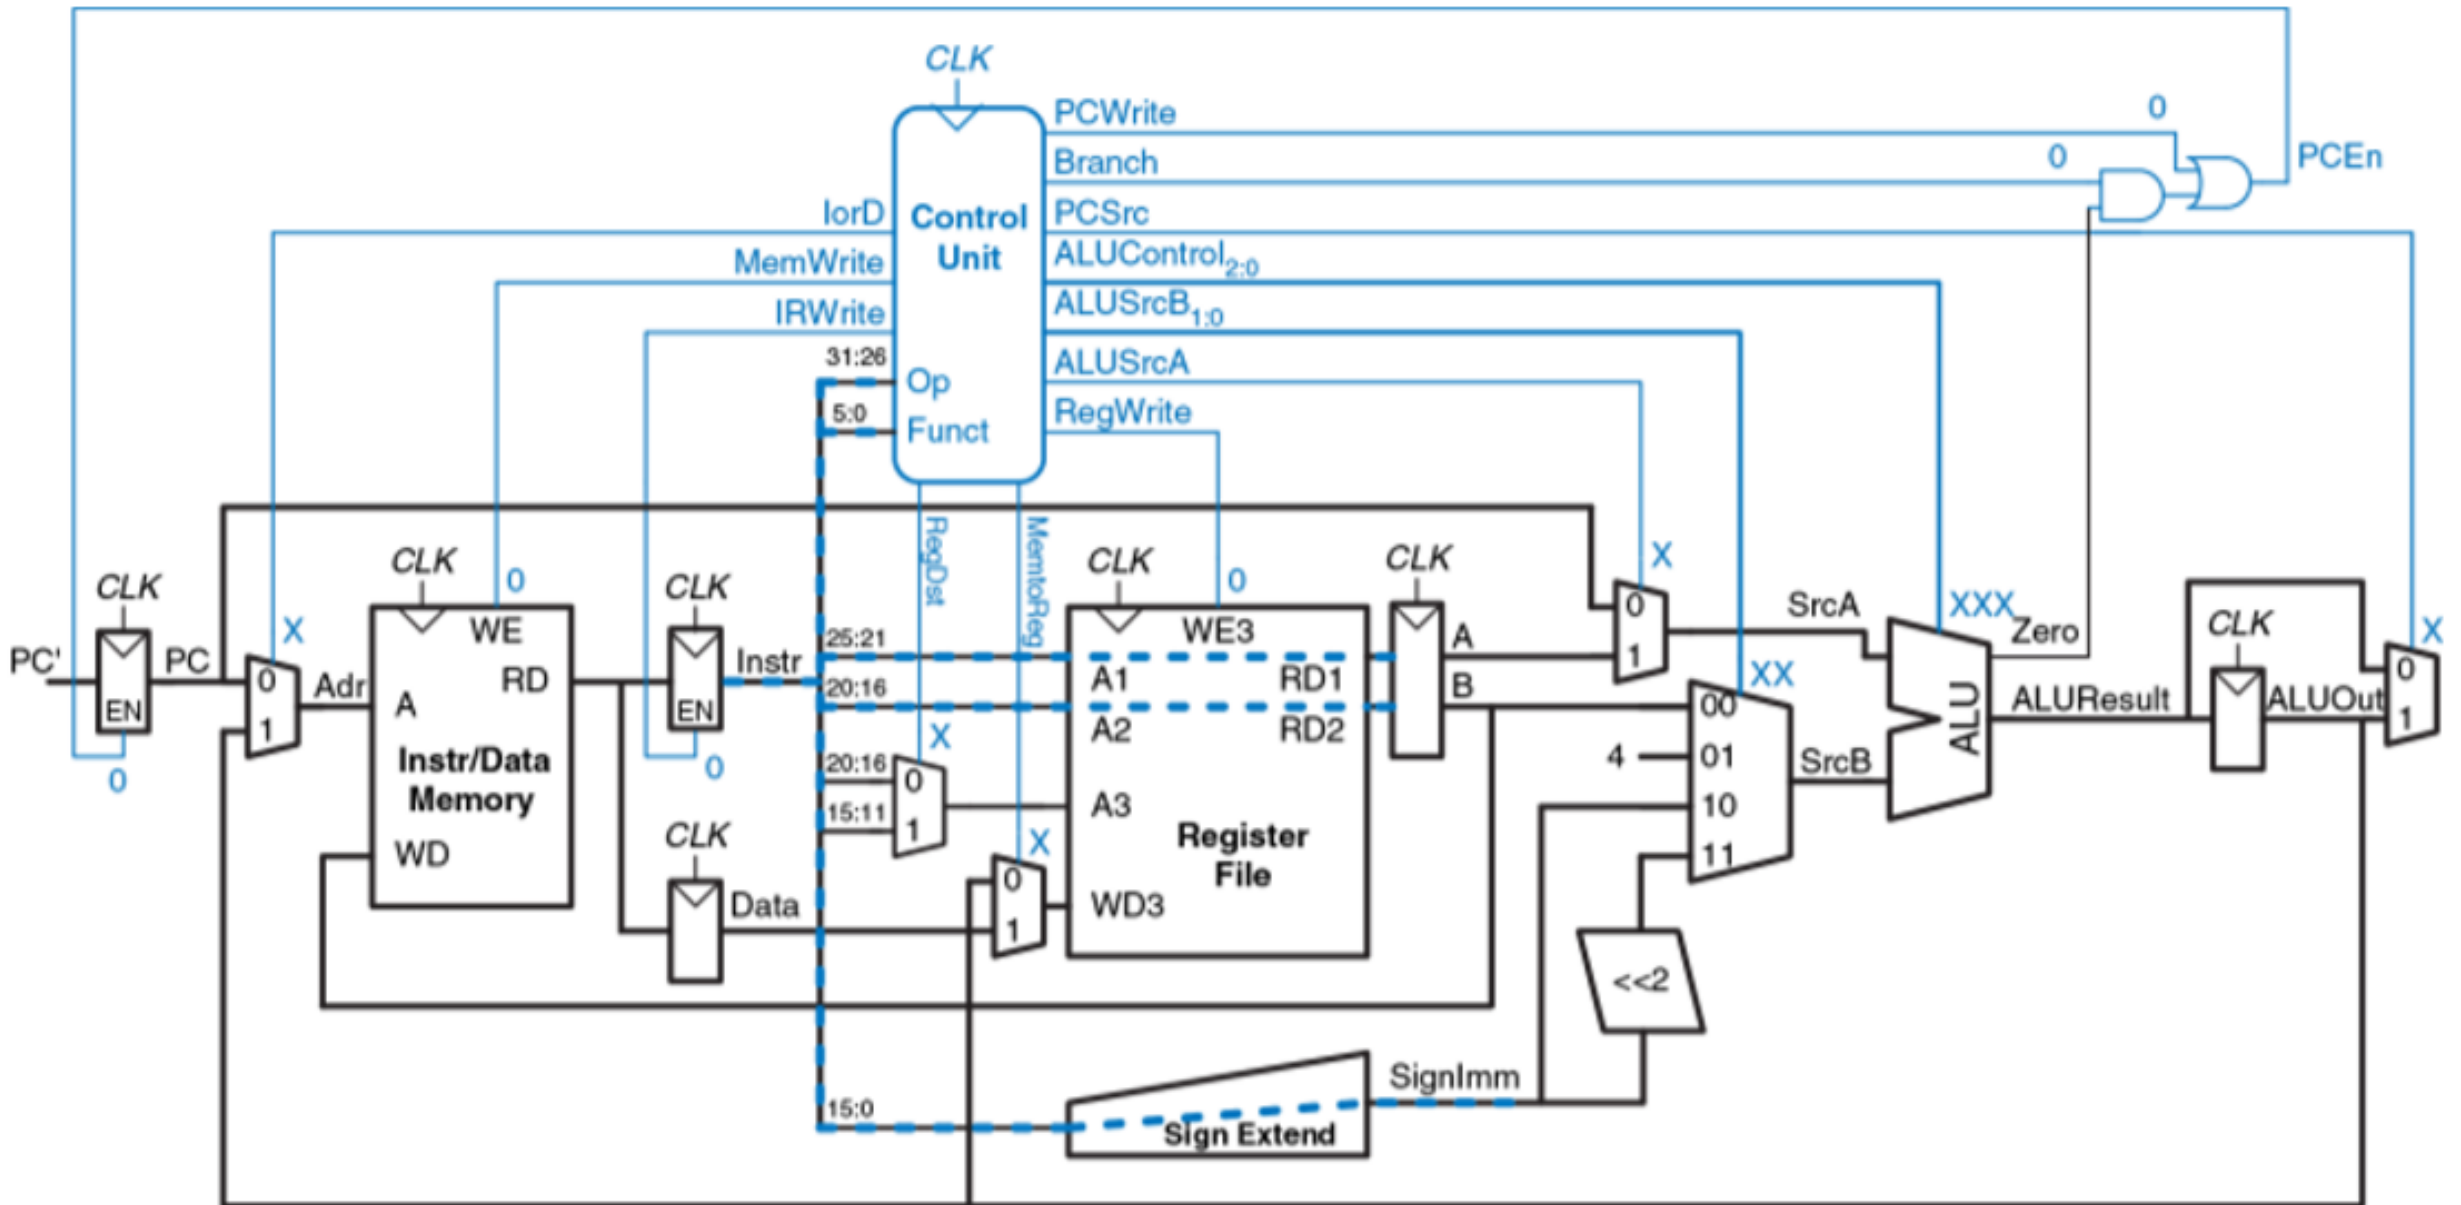 CLK
PCWrite
0
Branch
0
PCEn
IorD
Control
Unit
PCSrc
MemWrite
ALUControl2:0
IRWrite
ALUSrcB1:0
31:26
Op
ALUSrcA
5:0
Funct
RegWrite
RegDst
MemtoReg
CLK
CLK
0
CLK
CLK
0
CLK
X
X
WE
WE3
0
SrcA
XXX
Zero
CLK
X
PC'
PC
EN
0
0
1
Adr
A
RD
EN
0
Instr
25:21
A1
RD1
A
1
20:16
A2
RD2
B
XX
00
ALU
ALUResult
ALUOut
0
1
Instr/Data
Memory
X
20:16
0
15:11
1
A3
4
01
SrcB
10
11
WD
CLK
X
Register
File
Data
0
1
WD3
<<2
SignImm
15:0
Sign Extend